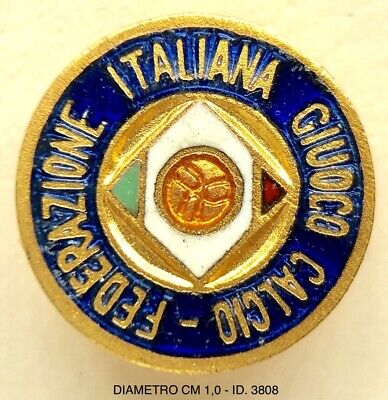 FEDERAZIONE ITALIANA GIUOCO CALCIO -
DIAMETRO CM 1,0 - ID. 3808